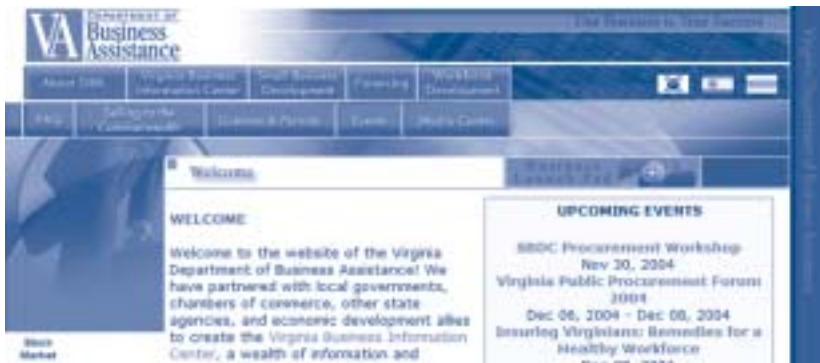 DEPARTMENT OF
VA Business
Assistance
Our Business is Your Success
About DBA
Virginia Business
Information Center
Small Business
Development
Financing
Workforce
Development
FAQ
Selling to the
Commonwealth
Licenses & Permits
Events
Media Center
Welcome
Business
Launch Pad
WELCOME
Welcome to the website of the Virginia
Department of Business Assistance! We
have partnered with local governments,
chambers of commerce, other state
agencies, and economic development allies
to create the Virginia Business Information
Center, a wealth of information and
UPCOMING EVENTS
SBDC Procurement Workshop
Nov 30, 2004
Virginia Public Procurement Forum
2004
Dec 06, 2004 - Dec 08, 2004
Insuring Virginians: Remedies for a
Healthy Workforce
Stock
Market